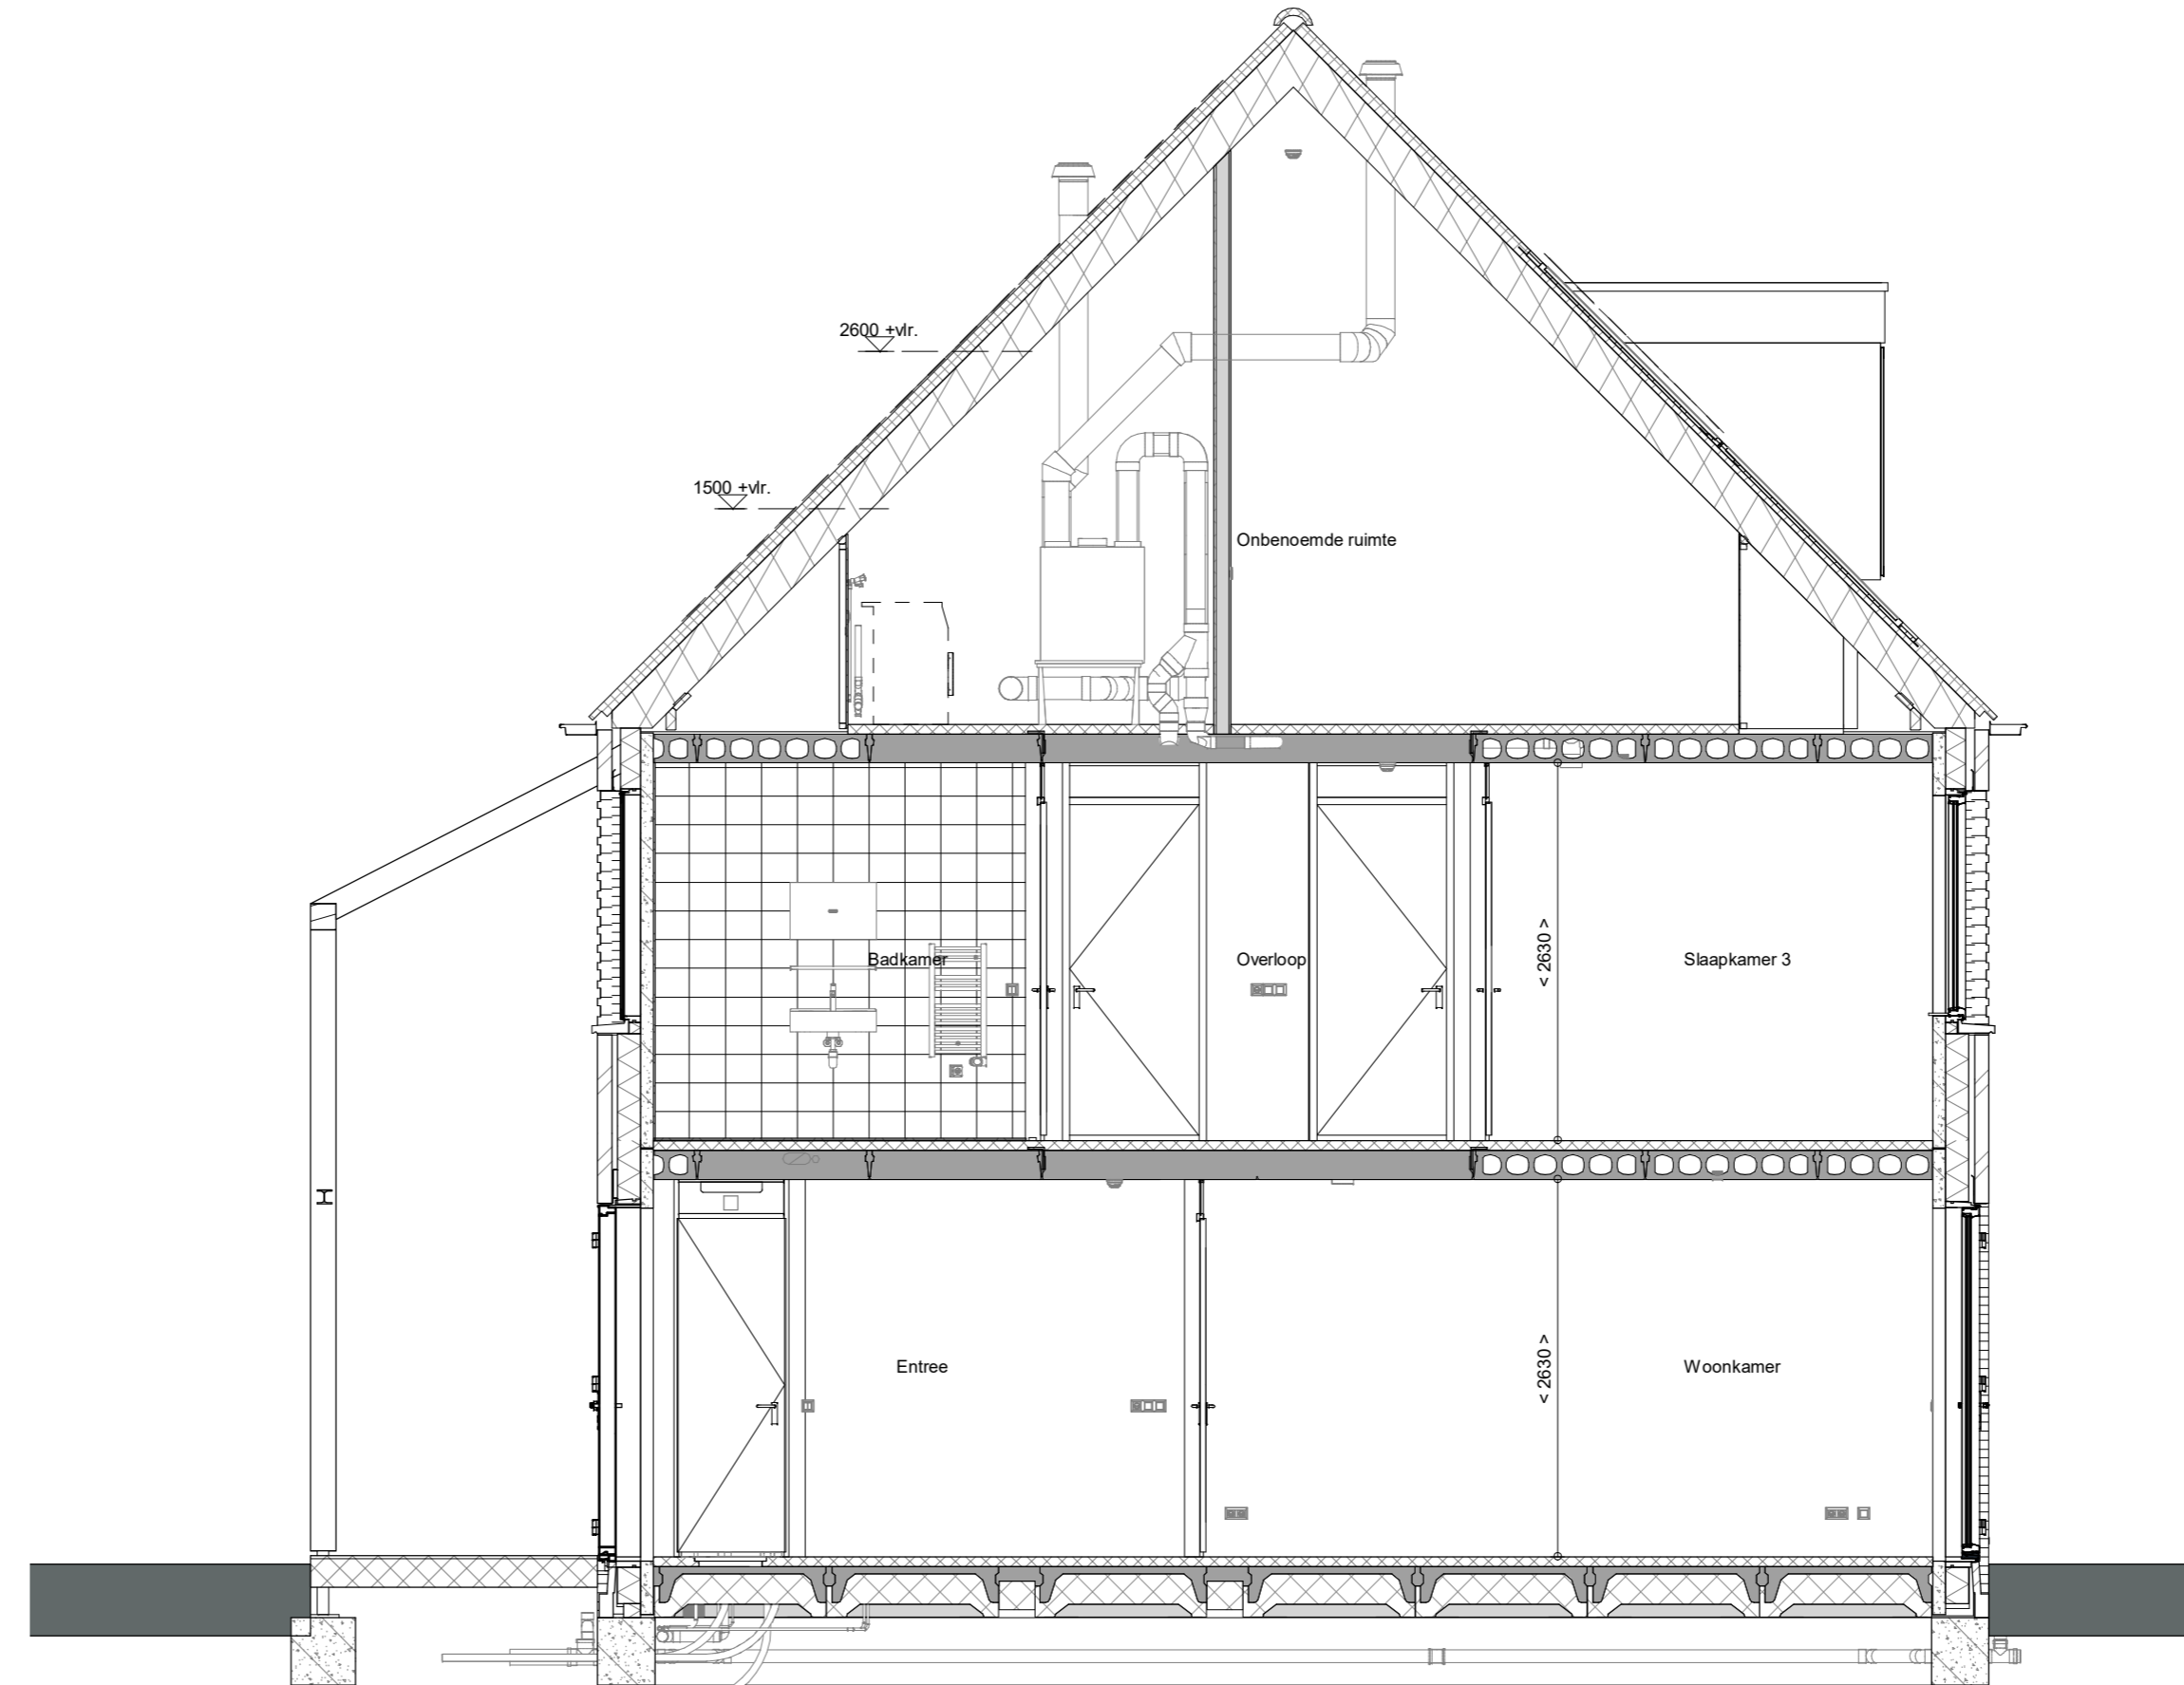 2600 +vlr.
1500 +vlr.
Onbenoemde ruimte
Badkamer
Overloop
< 2630 >
Slaapkamer 3
H
Entree
< 2630 >
Woonkamer